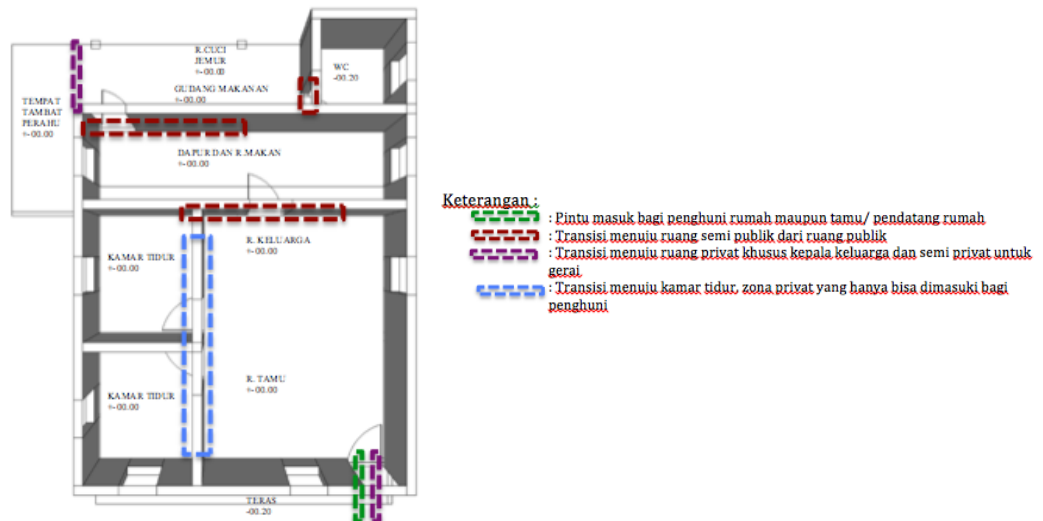 R.CUCI
JEMUR
+-00.00
WC
-00.20
GUDANG MAKANAN
+-00.00
TEMPAT
TAMBAT
PERAHU
+-00.00
DAPUR DAN R.MAKAN
+-00.00
R. KELUARGA
+-00.00
KAMAR TIDUR
+-00.00
R. TAMU
+-00.00
KAMAR TIDUR
+-00.00
TERAS
-00.20
Keterangan :
: Pintu masuk bagi penghuni rumah maupun tamu/ pendatang rumah
: Transisi menuju ruang semi publik dari ruang publik
: Transisi menuju ruang privat khusus kepala keluarga dan semi privat untuk
gerai
: Transisi menuju kamar tidur, zona privat yang hanya bisa dimasuki bagi
penghuni